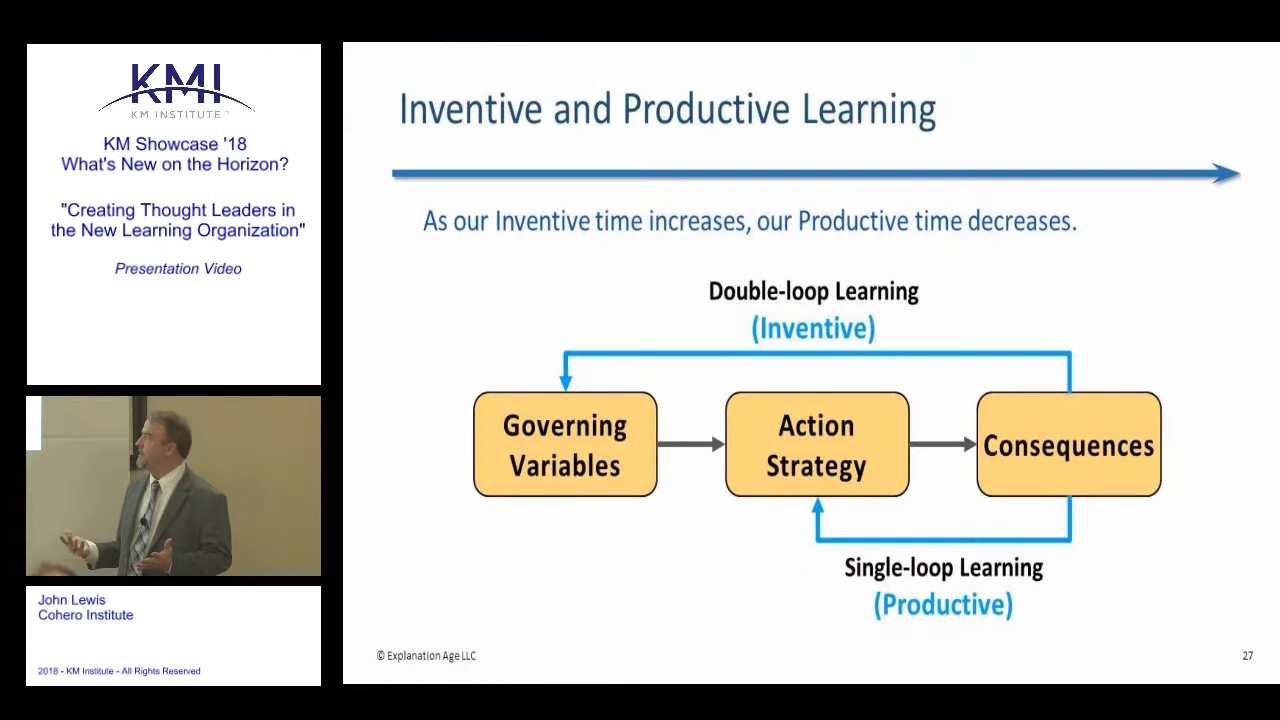 KMI
KM INSTITUTE™
KM Showcase '18
What's New on the Horizon?
"Creating Thought Leaders in
the New Learning Organization"
Presentation Video
John Lewis
Cohero Institute
2018 - KM Institute - All Rights Reserved
Inventive and Productive Learning
As our Inventive time increases, our Productive time decreases.
Double-loop Learning
(Inventive)
Governing
Variables
Action
Strategy
Consequences
Single-loop Learning
(Productive)
© Explanation Age LLC
27